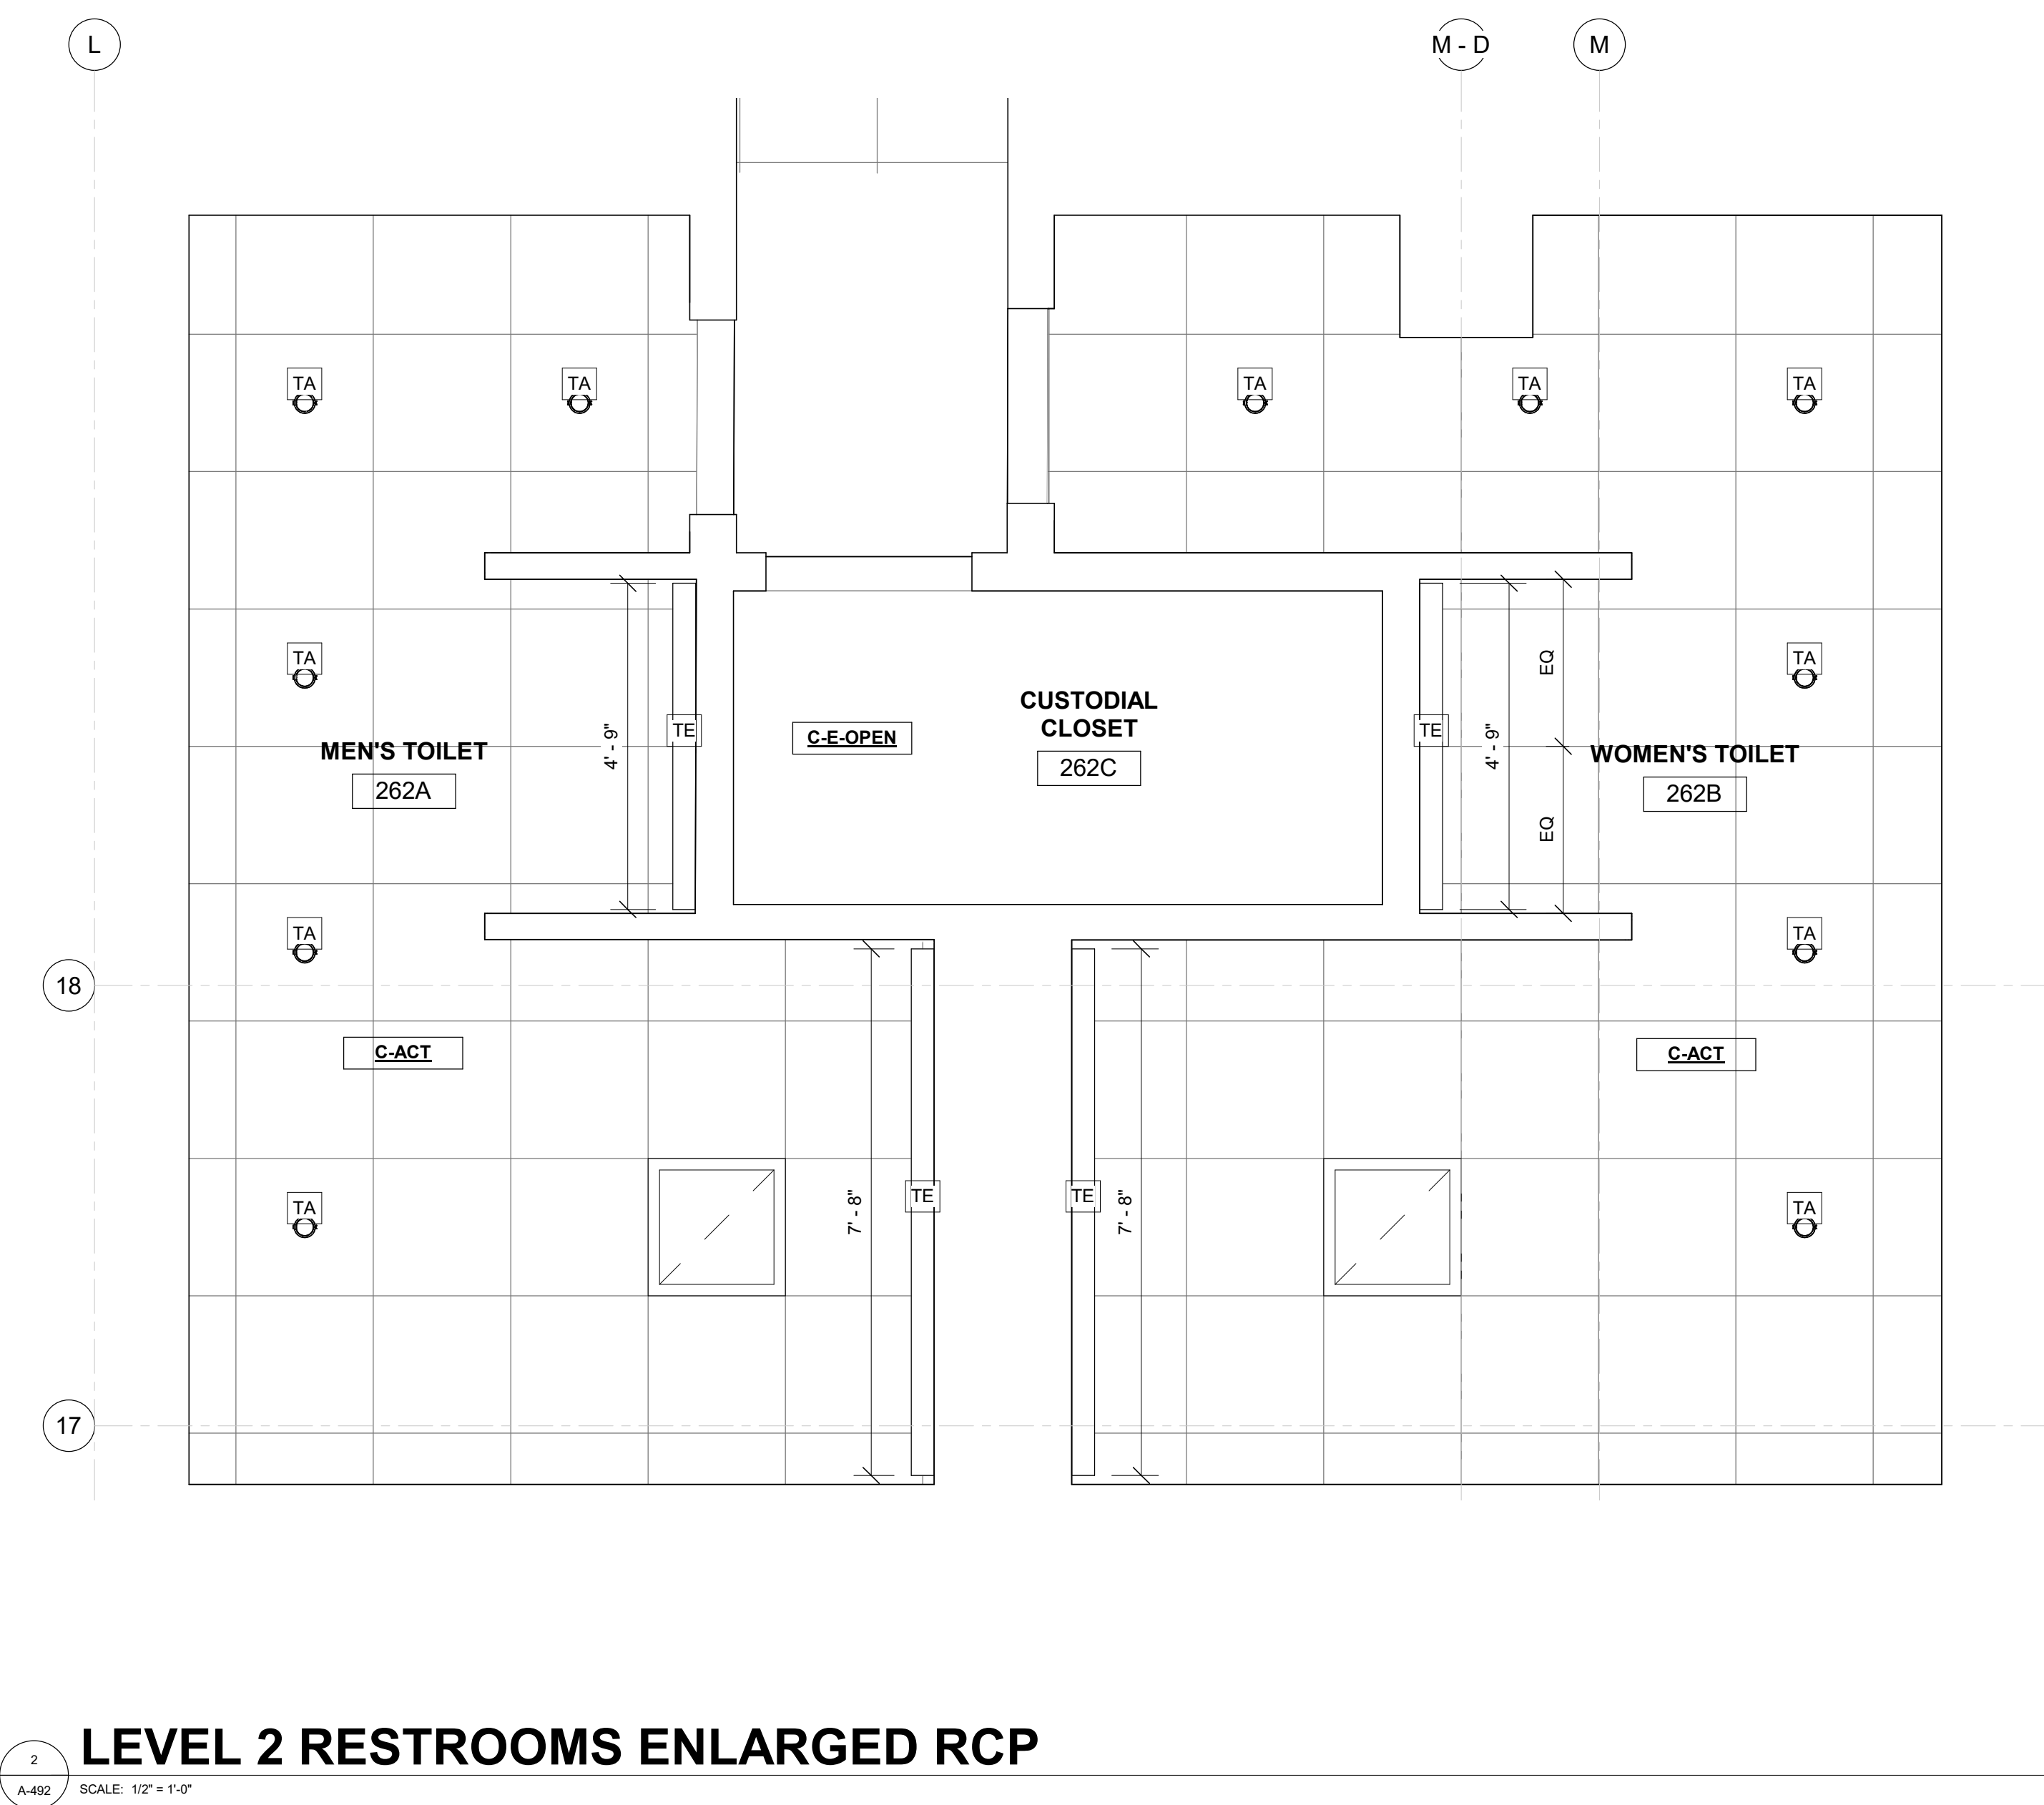 L
M - D
M
TA
TA
TA
TA
TA
TA
TA
EQ
CUSTODIAL
CLOSET
C-E-OPEN
262C
TE
TE
4' - 9"
4' - 9"
MEN'S TOILET
262A
WOMEN'S TOILET
262B
EQ
TA
TA
18
C-ACT
C-ACT
TE
TE
7' - 8"
7' - 8"
TA
TA
17
LEVEL 2 RESTROOMS ENLARGED RCP
2
A-492
SCALE: 1/2" = 1'-0"